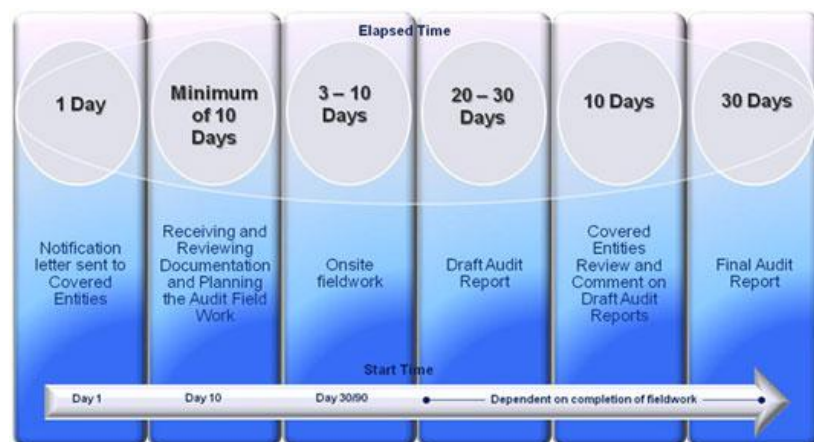 Elapsed Time
1 Day
Minimum
of 10
Days
3 – 10
Days
20 – 30
Days
10 Days
30 Days
Notification
letter sent to
Covered
Entities
Receiving and
Reviewing
Documentation
and Planning
the Audit Field
Work
Onsite
fieldwork
Draft Audit
Report
Covered
Entities
Review and
Comment on
Draft Audit
Reports
Final Audit
Report
Start Time
Day 1
Day 10
Day 30/90
Dependent on completion of fieldwork